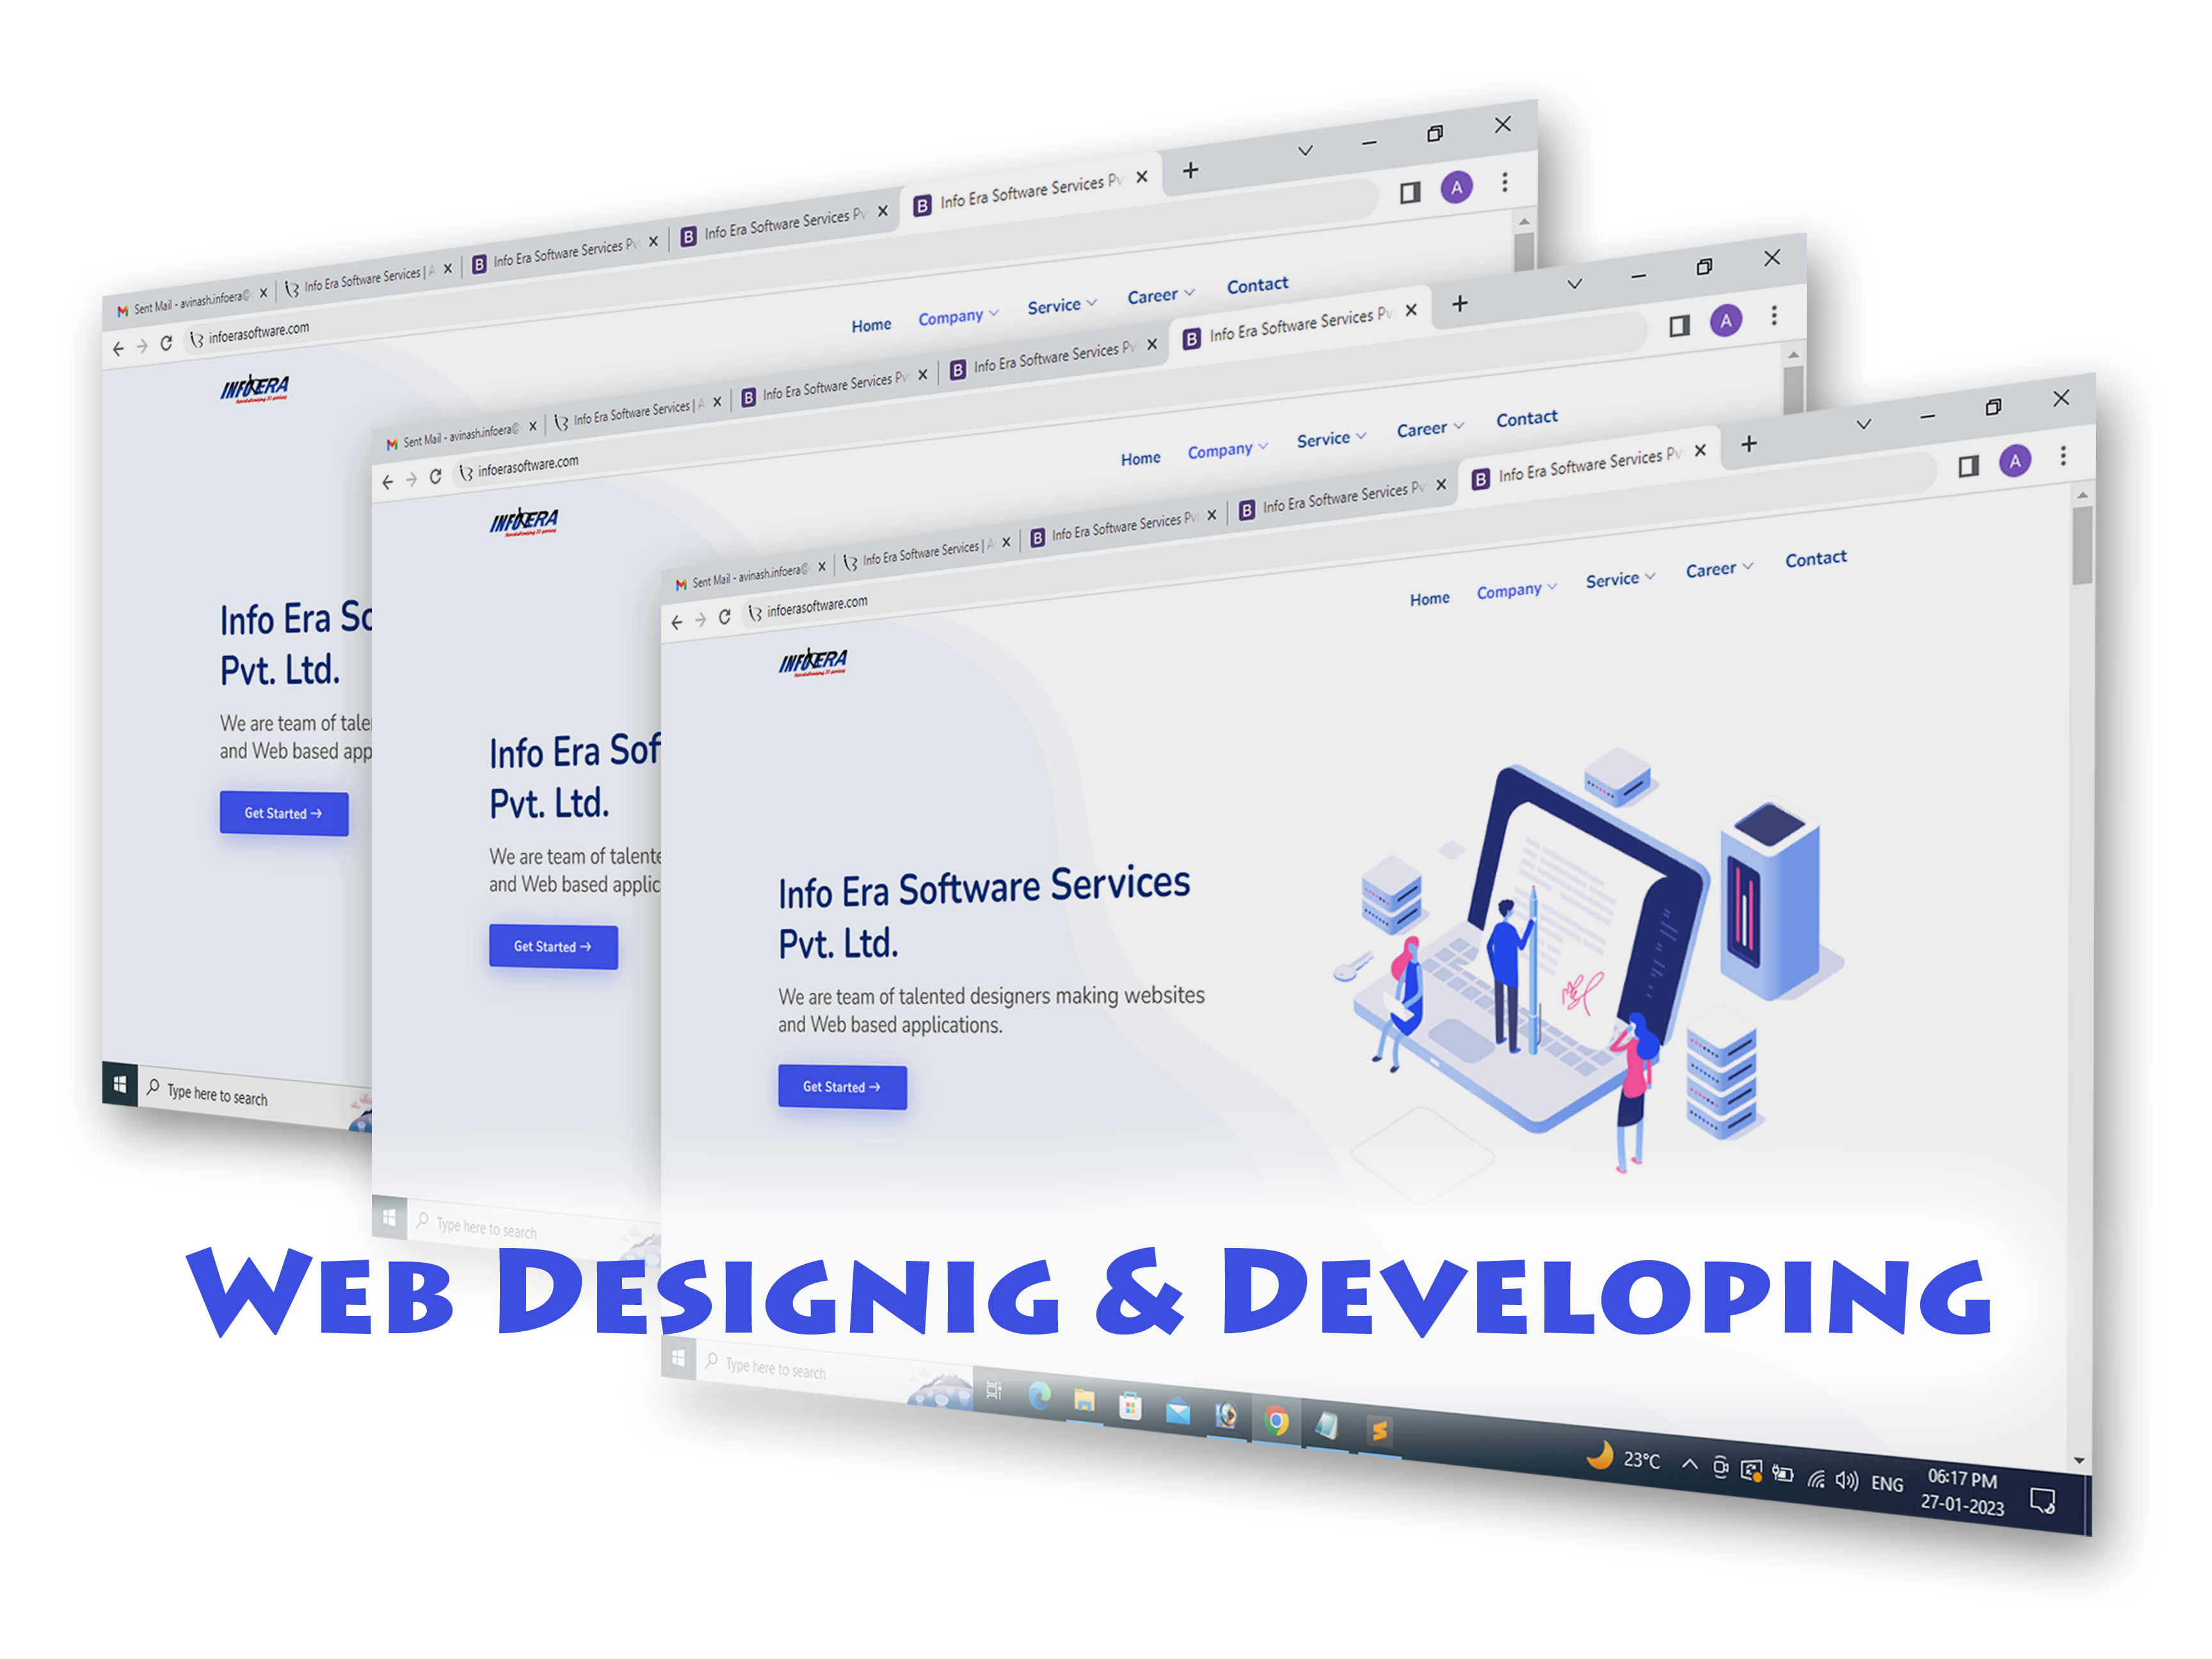 Sent Mail - avinash.infoera@
Info Era Software Services | A
Info Era Software Services Pv
Info Era Software Services Pv
Info Era Software Services Pv
infoerasoftware.com
Home Company Service Career Contact
INFOERA
Info Era So
Pvt. Ltd.
We are team of tale
and Web based app
Get Started →
Type here to search
Sent Mail - avinash.infoera@
Info Era Software Services | A
Info Era Software Services Pv
Info Era Software Services Pv
Info Era Software Services Pv
A
infoerasoftware.com
Home Company Service Career Contact
INFOERA
Info Era Sof
Pvt. Ltd.
We are team of talente
and Web based applic
Get Started →
Type here to search
Sent Mail - avinash.infoera@
Info Era Software Services | A
Info Era Software Services Pv
Info Era Software Services Pv
Info Era Software Services Pv
A
infoerasoftware.com
Home Company Service Career Contact
INFOERA
Info Era Software Services
Pvt. Ltd.
We are team of talented designers making websites
and Web based applications.
Get Started →
Web Designig & Developing
Type here to search
23°C ENG 06:17 PM
27-01-2023